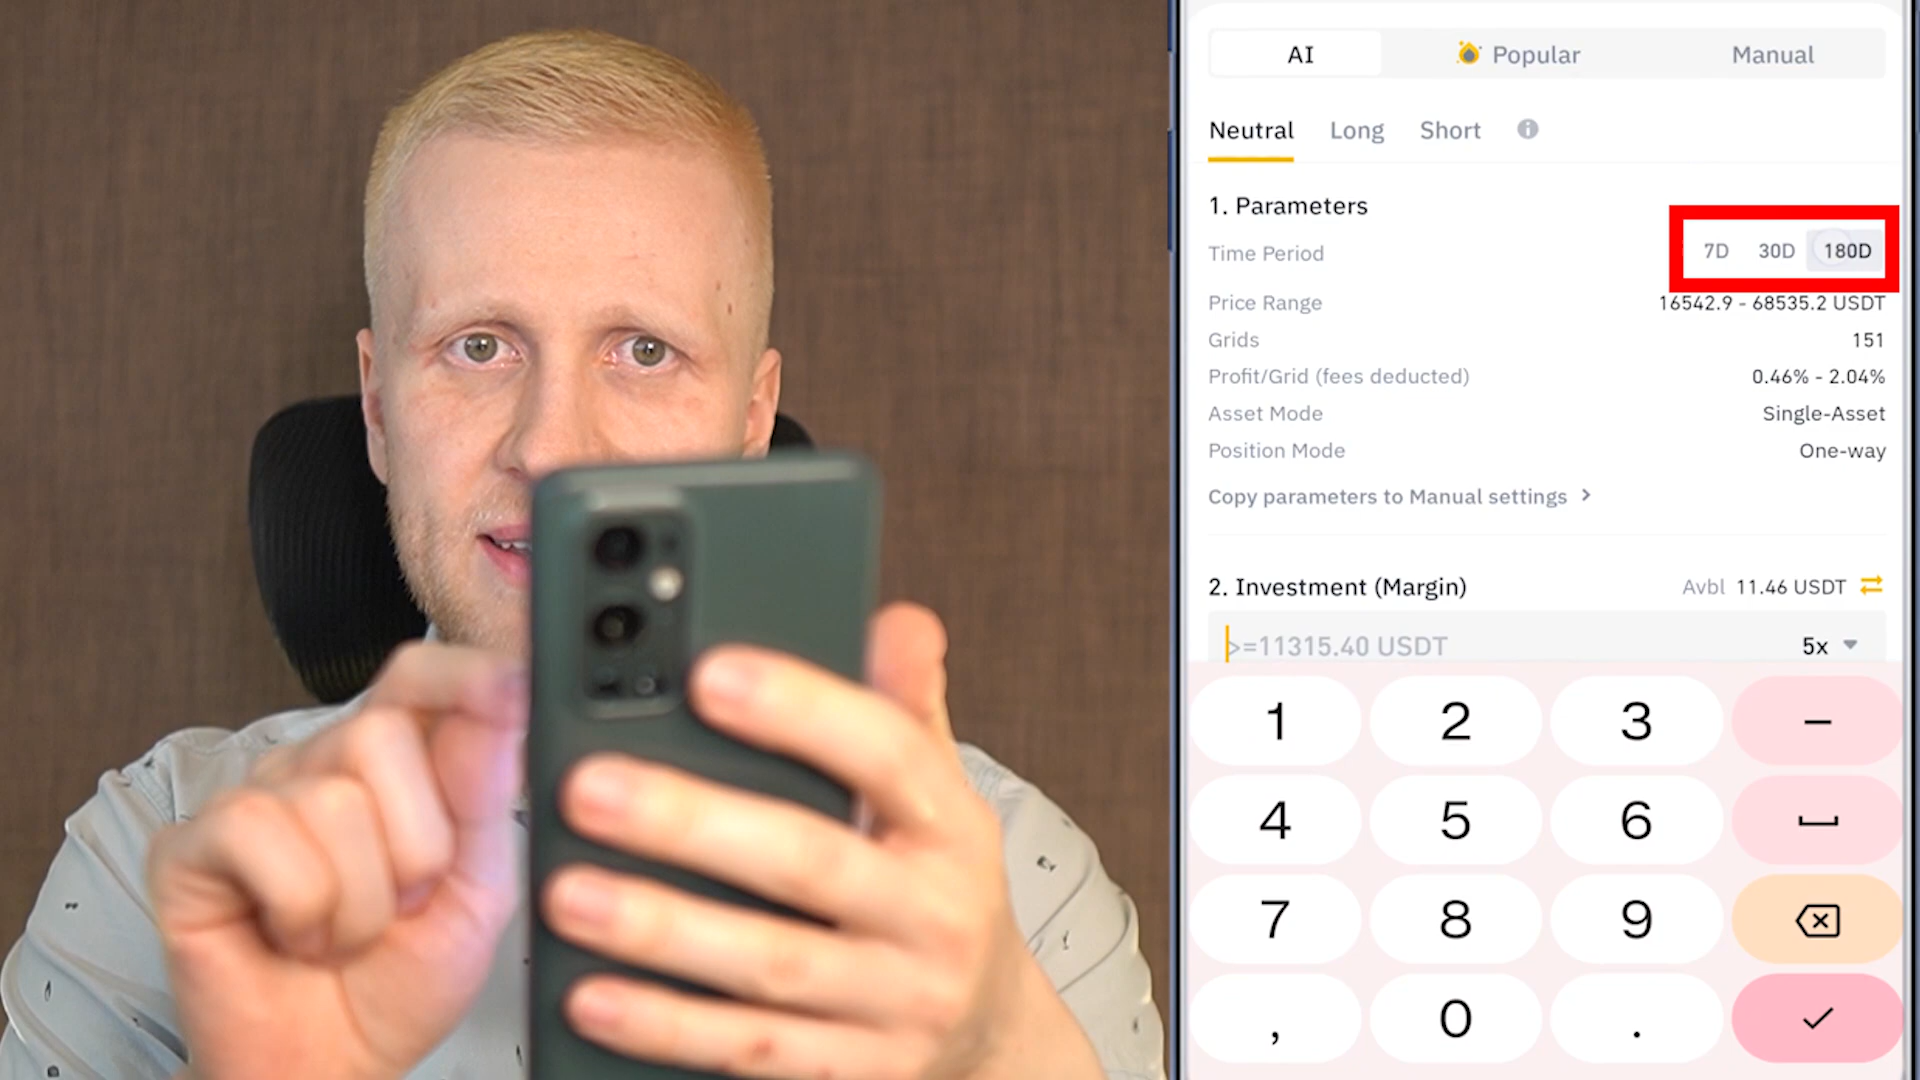 AI Popular Manual
Neutral Long Short
1. Parameters
Time Period 7D 30D 180D
Price Range 16542.9 - 68535.2 USDT
Grids 151
Profit/Grid (fees deducted) 0.46% - 2.04%
Asset Mode Single-Asset
Position Mode One-way
Copy parameters to Manual settings >
2. Investment (Margin) Avbl 11.46 USDT
>=11315.40 USDT 5x
1 2 3 –
4 5 6
7 8 9
, 0 .